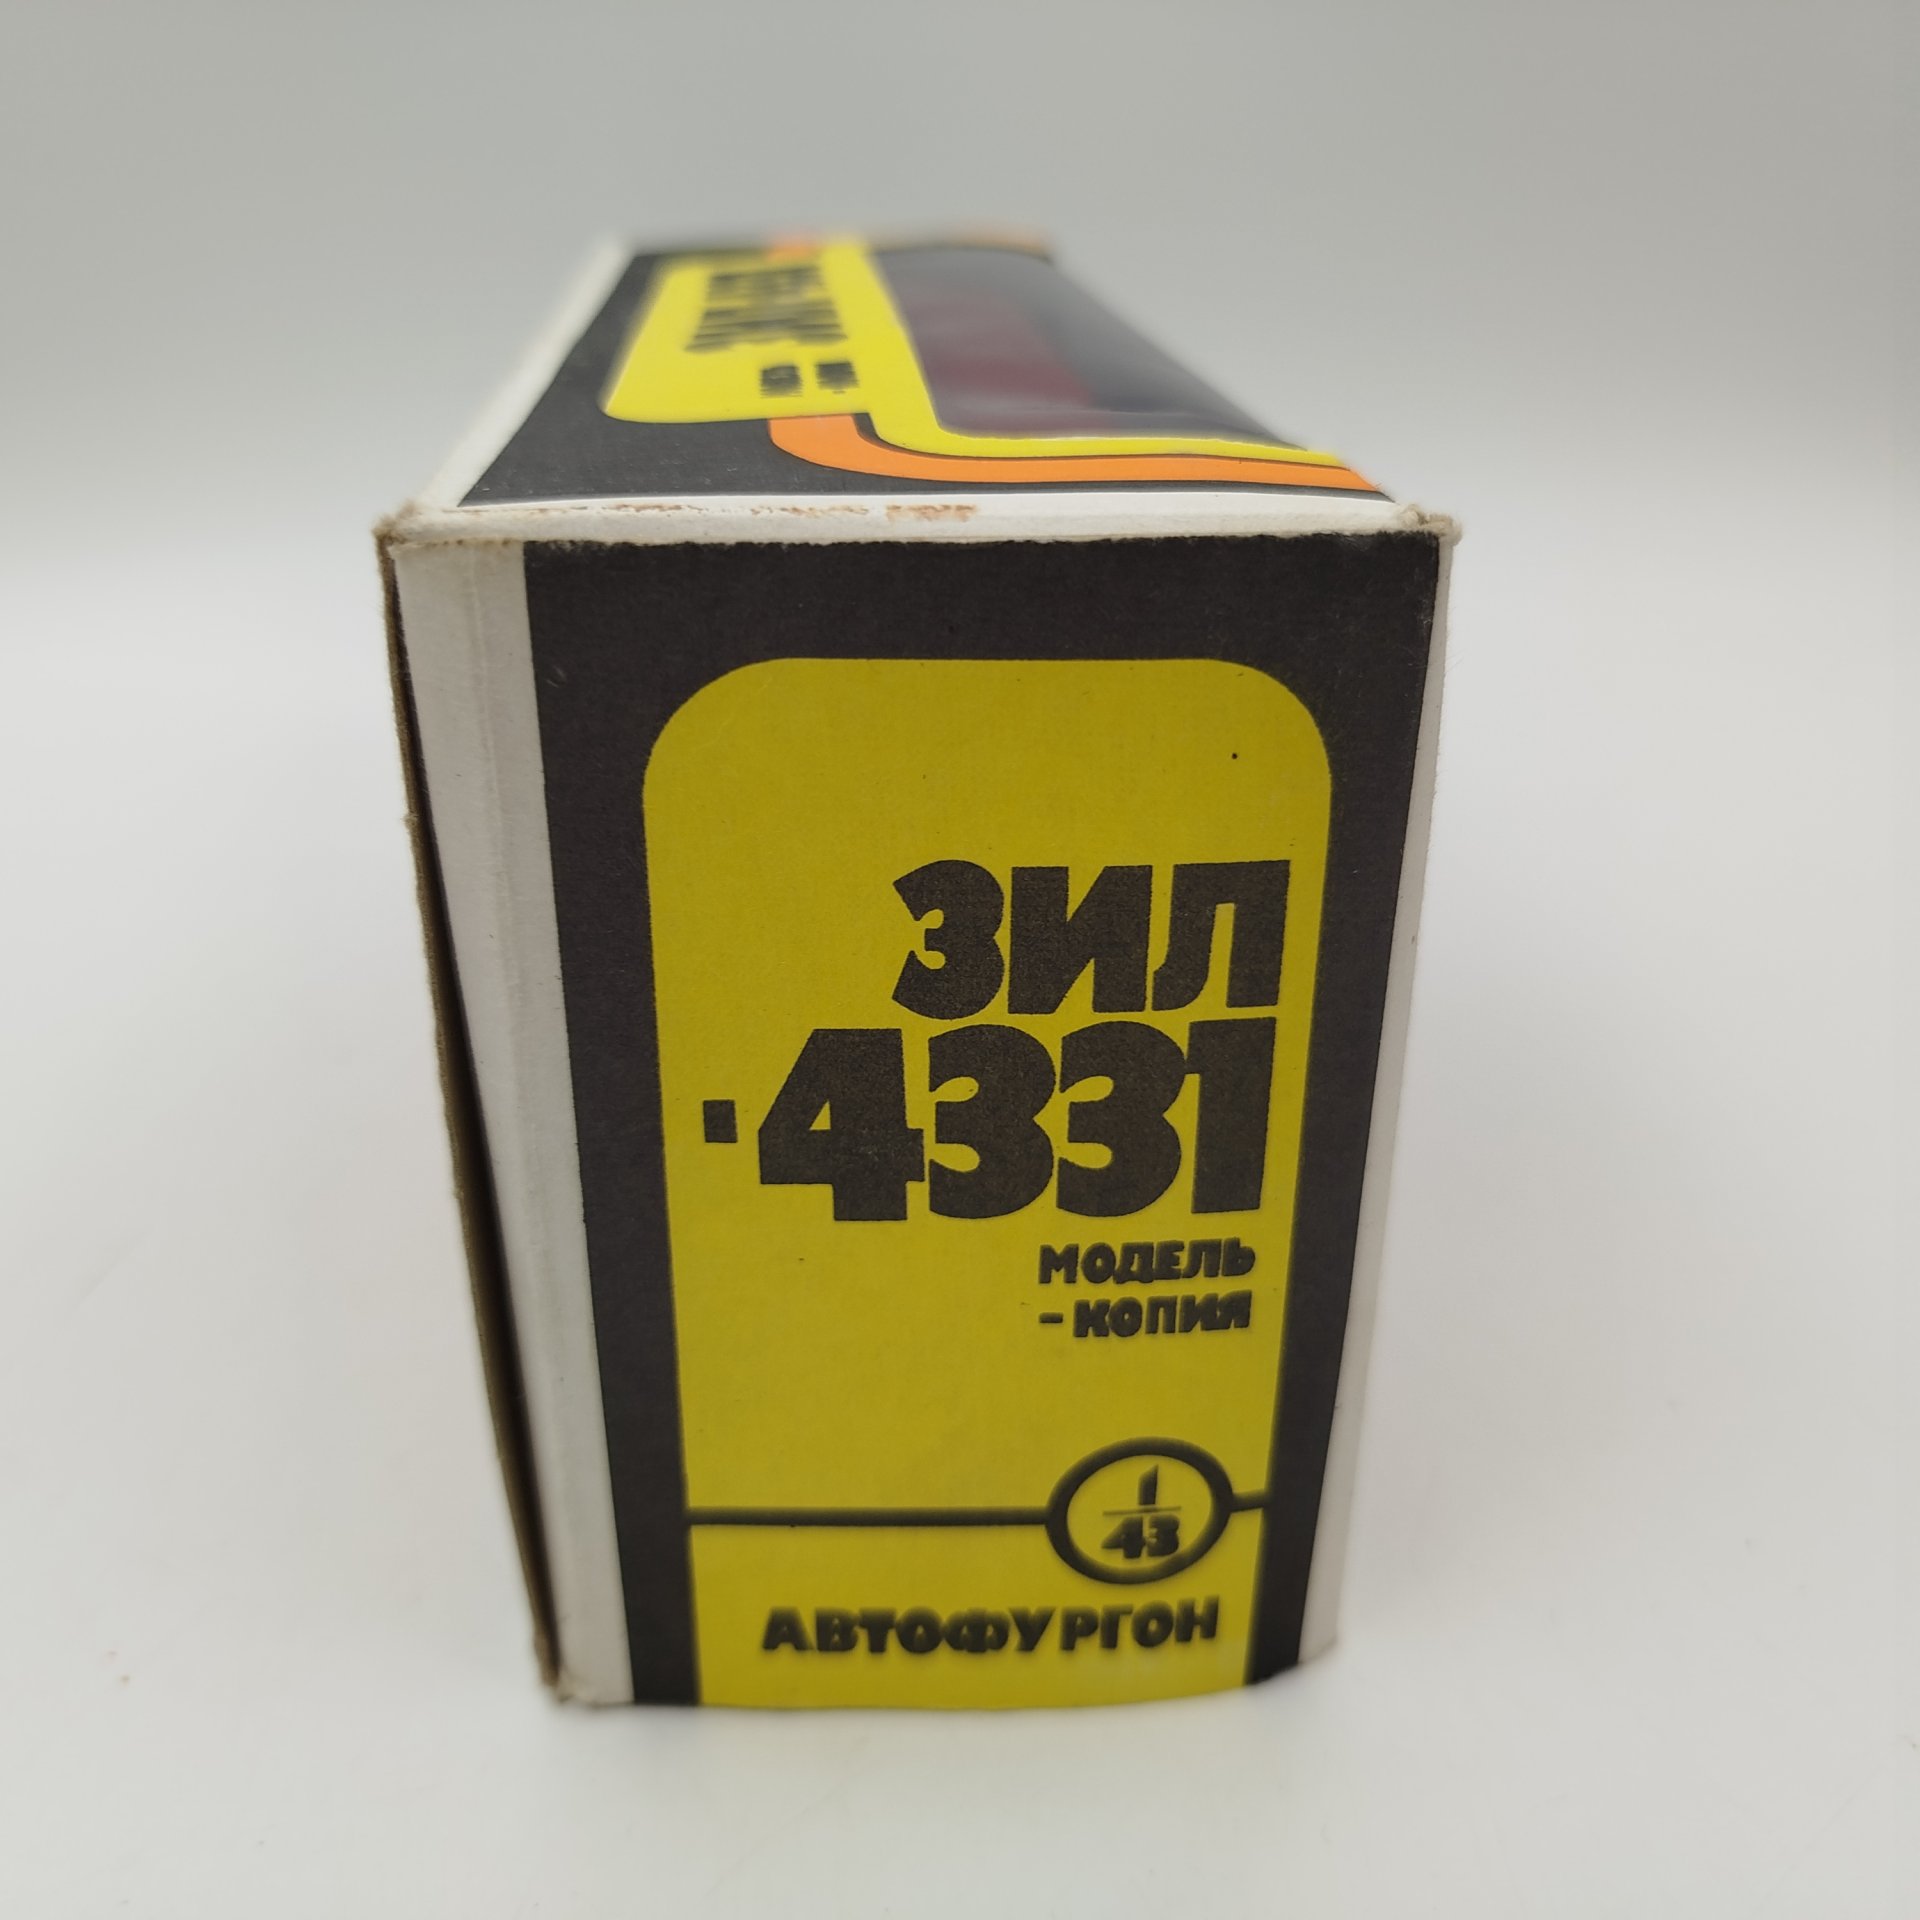 ЗИЛ
-4331
МОДЕЛЬ
-КОПИЯ
1
43
АВТОФУРГОН